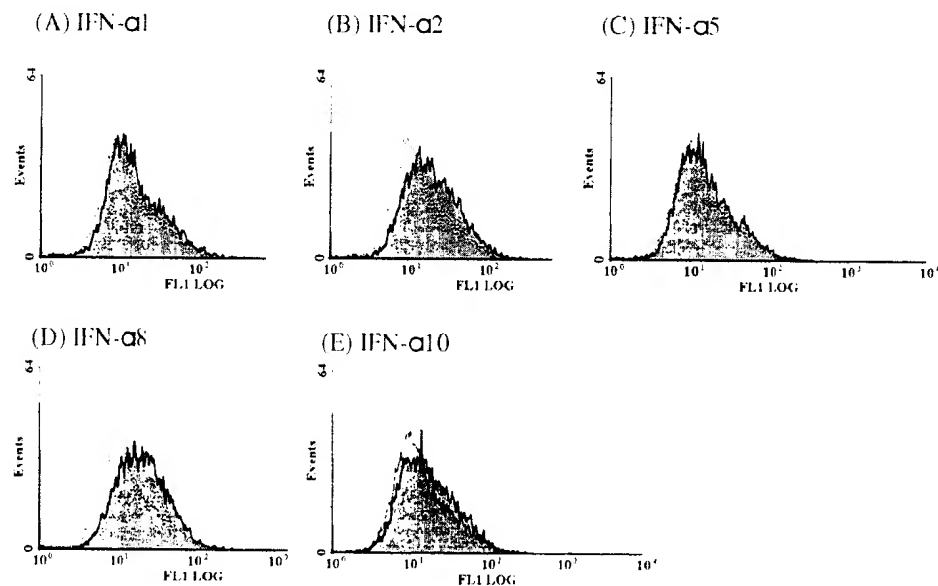 (A) IFN-α1
(B) IFN-α2
(C) IFN-α5
64
Events
0
10⁰ 10¹ 10²
FL1 LOG
64
Events
0
10⁰ 10¹ 10²
FL1 LOG
64
Events
0
10⁰ 10¹ 10² 10³ 10⁴
FL1 LOG
(D) IFN-α8
(E) IFN-α10
64
Events
0
10⁰ 10¹ 10² 10³
FL1 LOG
64
Events
0
10⁰ 10¹ 10² 10³ 10⁴
FL1 LOG